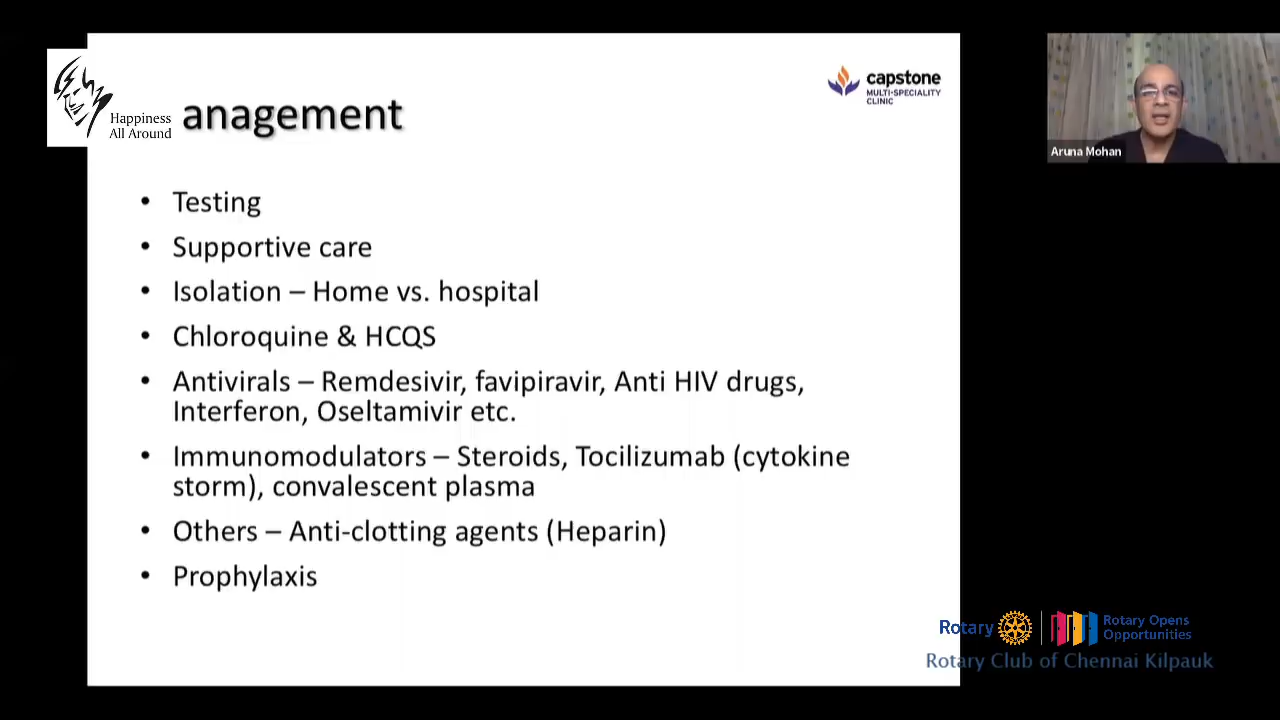 Happiness
All Around
anagement
capstone
MULTI-SPECIALITY
CLINIC
Aruna Mohan
• Testing
• Supportive care
• Isolation – Home vs. hospital
• Chloroquine & HCQS
• Antivirals – Remdesivir, favipiravir, Anti HIV drugs,
Interferon, Oseltamivir etc.
• Immunomodulators – Steroids, Tocilizumab (cytokine
storm), convalescent plasma
• Others – Anti-clotting agents (Heparin)
• Prophylaxis
Rotary
Rotary Opens
Opportunities
Rotary Club of Chennai Kilpauk